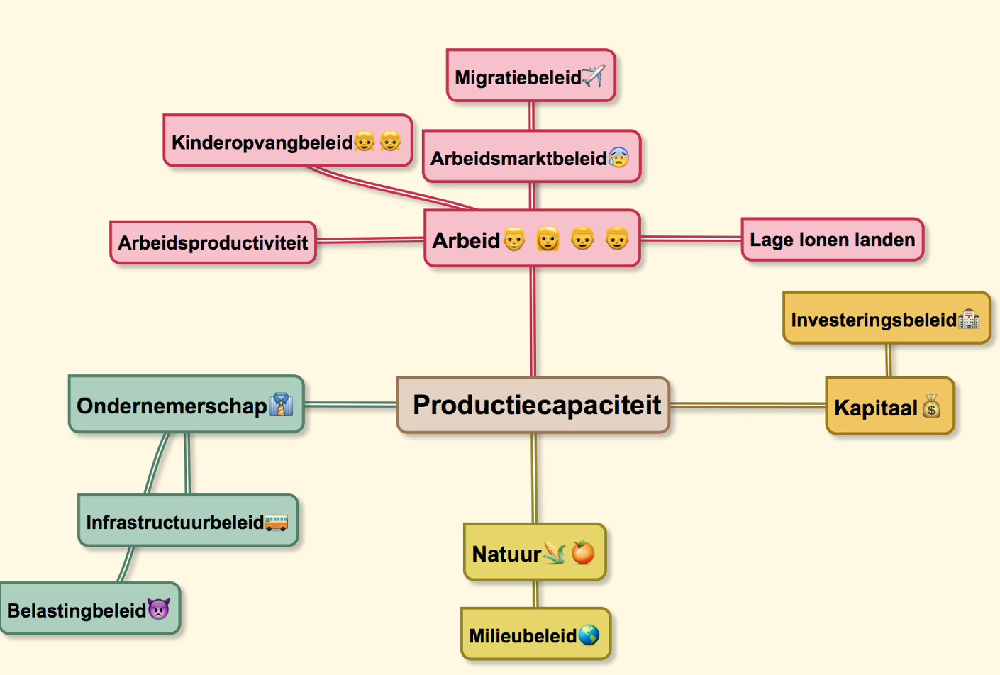 Migratiebeleid✈️
Kinderopvangbeleid👧👧
Arbeidsmarktbeleid😰
Arbeidsproductiviteit
Arbeid👨👩👦👦
Lage lonen landen
Investeringsbeleid🏥
Ondernemerschap👔
Productiecapaciteit
Kapitaal💰
Infrastructuurbeleid🚌
Natuur🌽🍊
Belastingbeleid👿
Milieubeleid🌎